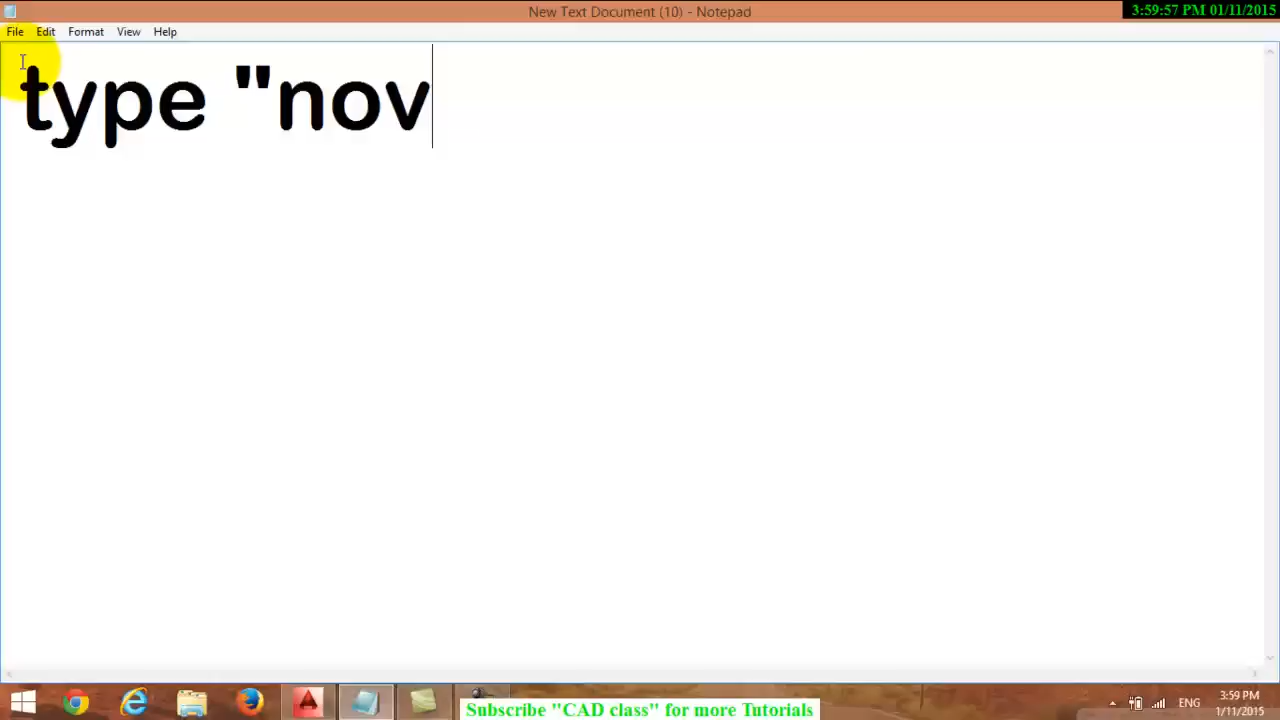 New Text Document (10) - Notepad
3:59:57 PM 01/11/2015
File Edit Format View Help
type "nov
ENG
3:59 PM
1/11/2015
Subscribe "CAD class" for more Tutorials